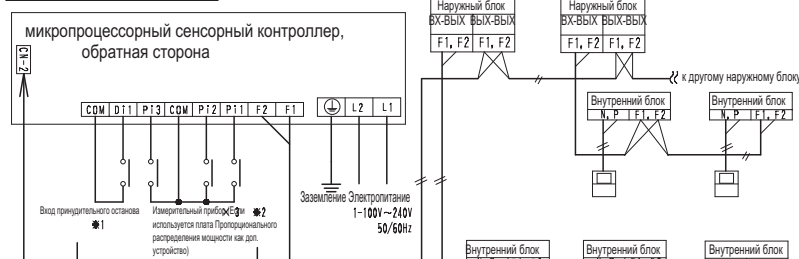 микропроцессорный сенсорный контроллер,
обратная сторона
CN-2
COM Di1 Pi3 COM Pi2 Pi1 F2 F1
L2 L1
Вход принудительного останова
※1
Измерительный прибор (Если ※3 ※2
используется плата Пропорционального
распределения мощности как доп.
устройство)
Заземление Электропитание
1~100V~240V
50/60Hz
Наружный блок
ВХ-ВЫХ ВЫХ-ВЫХ
F1, F2 F1, F2
Наружный блок
ВХ-ВЫХ ВЫХ-ВЫХ
F1, F2 F1, F2
к другому наружному блоку
Внутренний блок
N, P F1, F2
Внутренний блок
N, P F1, F2
Внутренний блок
Внутренний блок
Внутренний блок